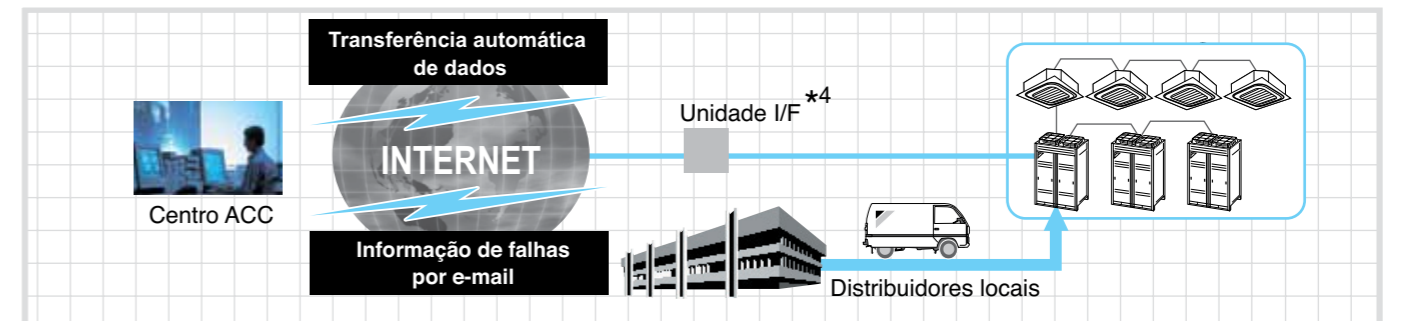 Transferência automática
de dados
Unidade I/F *4
INTERNET
Centro ACC
Informação de falhas
por e-mail
Distribuidores locais